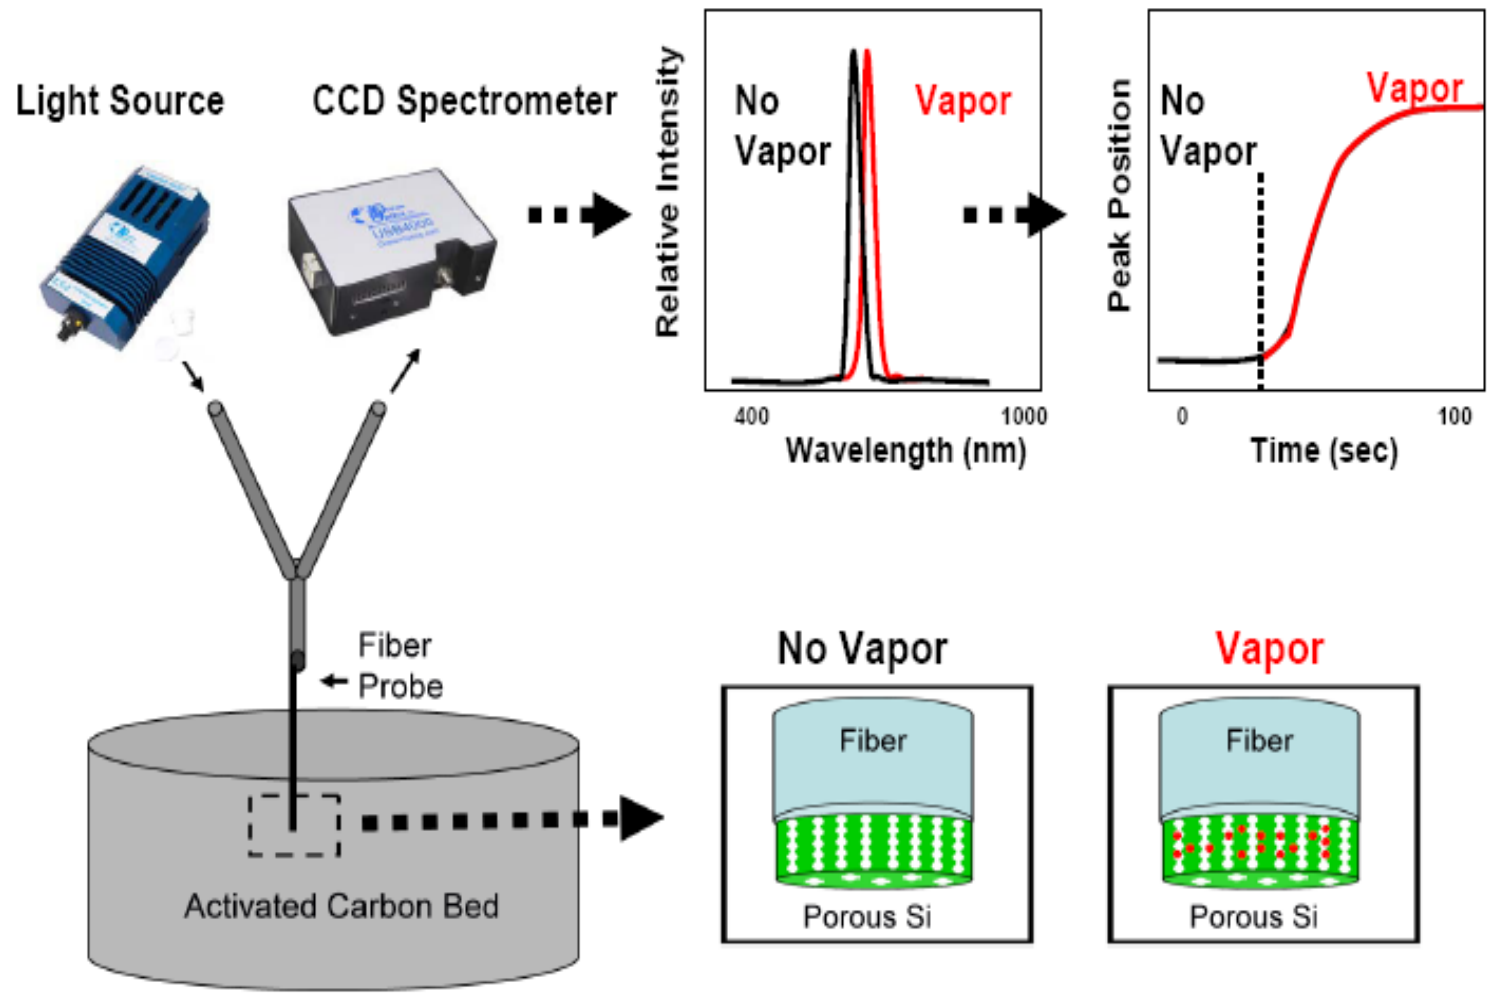 Light Source
CCD Spectrometer
USB4000
Relative Intensity
No
Vapor
Vapor
400
1000
Wavelength (nm)
Peak Position
No
Vapor
Vapor
0
100
Time (sec)
Fiber
Probe
Activated Carbon Bed
No Vapor
Fiber
Porous Si
Vapor
Fiber
Porous Si